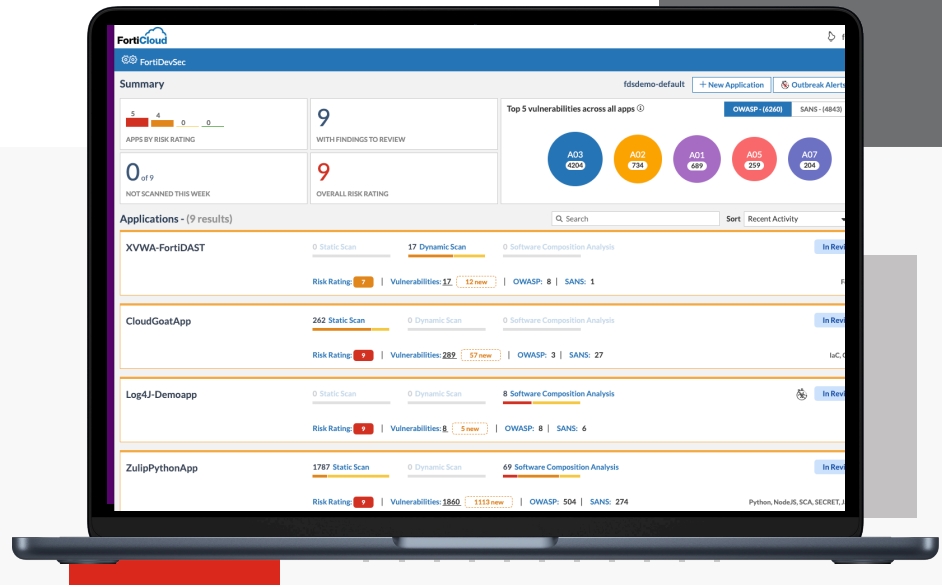 FortiCloud
FortiDevSec
Summary
fdsdemo-default
+ New Application
Outbreak Alerts
5 4 0 0
APPS BY RISK RATING
9
WITH FINDINGS TO REVIEW
0 of 9
NOT SCANNED THIS WEEK
9
OVERALL RISK RATING
Top 5 vulnerabilities across all apps
OWASP - (6260)
SANS - (4843)
A03
4204
A02
734
A01
689
A05
259
A07
204
Applications - (9 results)
Search
Sort
Recent Activity
XVWA-FortiDAST
0 Static Scan
17 Dynamic Scan
0 Software Composition Analysis
In Revi
Risk Rating: 7 | Vulnerabilities: 17 12 new | OWASP: 8 | SANS: 1
CloudGoatApp
262 Static Scan
0 Dynamic Scan
0 Software Composition Analysis
In Revi
Risk Rating: 9 | Vulnerabilities: 289 57 new | OWASP: 3 | SANS: 27
IaC,
Log4J-Demoapp
0 Static Scan
0 Dynamic Scan
8 Software Composition Analysis
In Revi
Risk Rating: 9 | Vulnerabilities: 8 5 new | OWASP: 8 | SANS: 6
ZulipPythonApp
1787 Static Scan
0 Dynamic Scan
69 Software Composition Analysis
In Revi
Risk Rating: 9 | Vulnerabilities: 1860 1113 new | OWASP: 504 | SANS: 274
Python, NodeJS, SCA, SECRET,